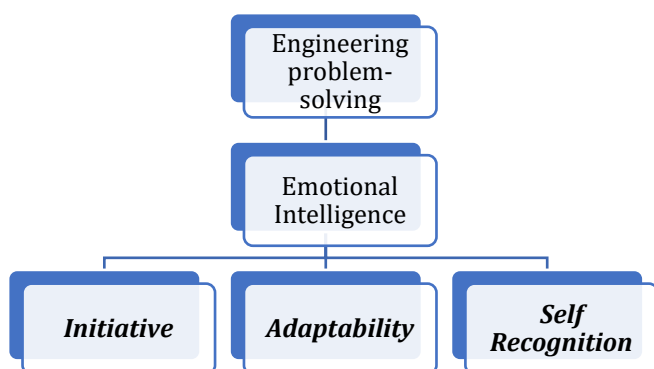 Engineering
problem-
solving
Emotional
Intelligence
Initiative
Adaptability
Self
Recognition